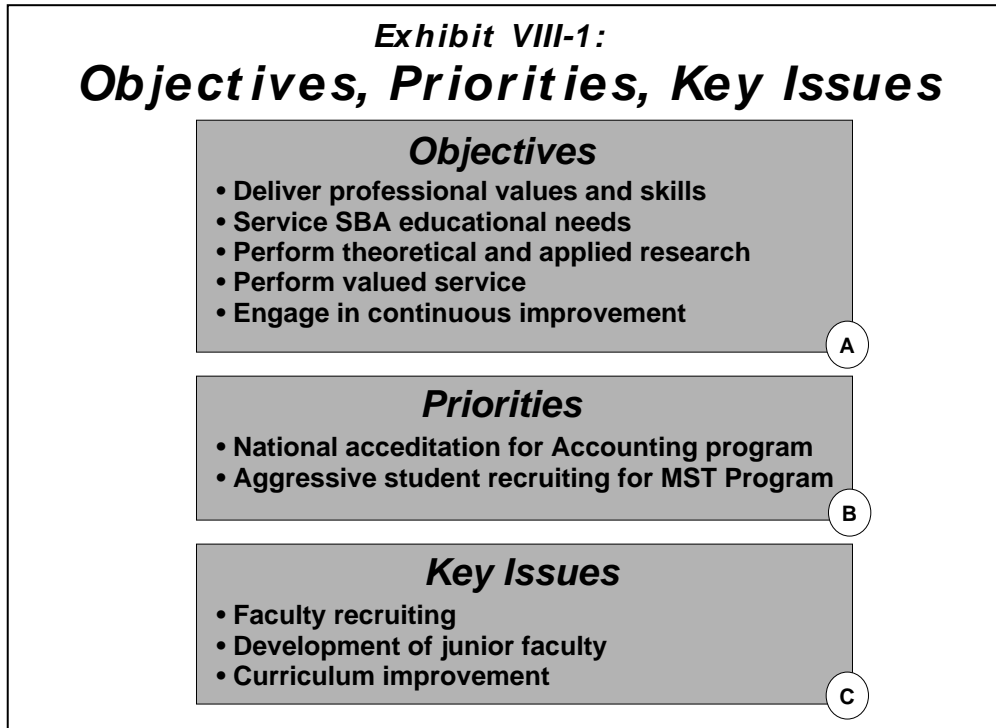 Exhibit VIII-1:
Objectives, Priorities, Key Issues
Objectives
• Deliver professional values and skills
• Service SBA educational needs
• Perform theoretical and applied research
• Perform valued service
• Engage in continuous improvement
A
Priorities
• National acceditation for Accounting program
• Aggressive student recruiting for MST Program
B
Key Issues
• Faculty recruiting
• Development of junior faculty
• Curriculum improvement
C